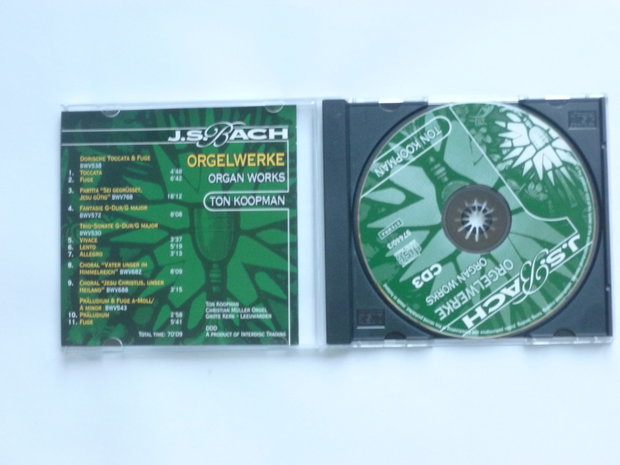 J.S. BACH
ORGELWERKE
ORGAN WORKS
TON KOOPMAN
DORISCHE TOCCATA & FUGE
BWV538
1. TOCCATA 4'48
2. FUGE 6'42
3. PARTITA "SEI GEGRÜSSET,
JESU GÜTIG" BWV768 18'12
4. FANTASIE G-DUR/G MAJOR
BWV572 8'08
TRIO-SONATE G-DUR/G MAJOR
BWV530
5. VIVACE 3'37
6. LENTO 5'19
7. ALLEGRO 3'13
8. CHORAL "VATER UNSER IM
HIMMELREICH" BWV682 8'09
9. CHORAL "JESU CHRISTUS, UNSER
HEILAND" BWV688 3'15
PRÄLUDIUM & FUGE A-MOLL/
A MINOR BWV543
10. PRÄLUDIUM 2'58
11. FUGE 5'41
TOTAL TIME: 70'09
TON KOOPMAN
CHRISTIAN MÜLLER ORGEL
GROTE KERK - LEEUWARDEN
DDD
A PRODUCT OF INTERDISC TRADING
TON KOOPMAN
J.S. BACH
ORGELWERKE
ORGAN WORKS
CD3